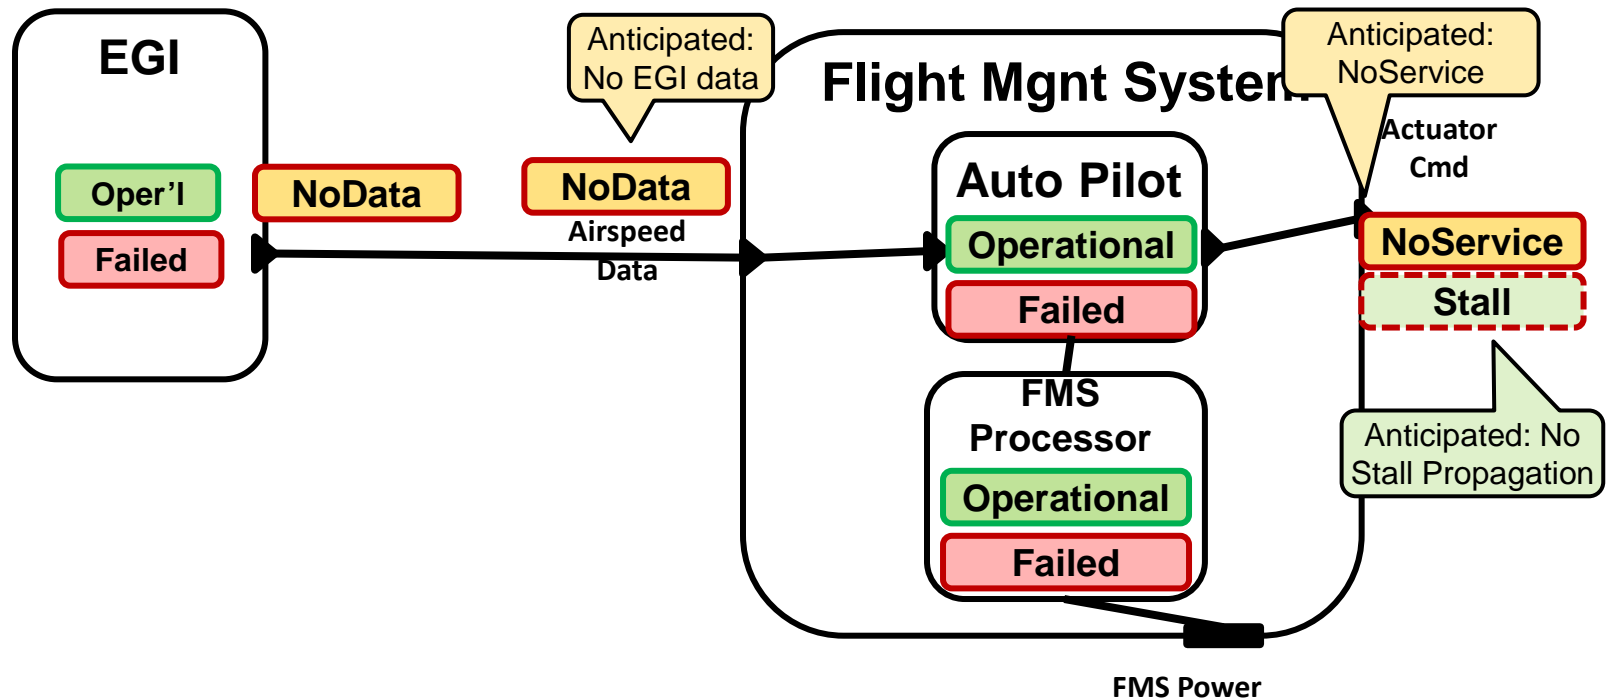 EGI
Oper'l
Failed
NoData
Anticipated:
No EGI data
NoData
Airspeed
Data
Flight Mgnt System
Auto Pilot
Operational
Failed
FMS
Processor
Operational
Failed
FMS Power
Anticipated:
NoService
Actuator
Cmd
NoService
Stall
Anticipated: No
Stall Propagation